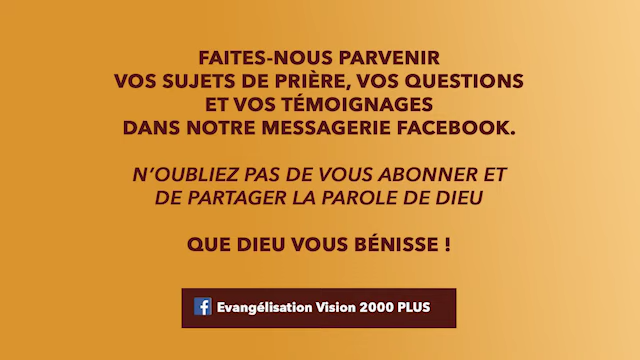 FAITES-NOUS PARVENIR
VOS SUJETS DE PRIÈRE, VOS QUESTIONS
ET VOS TÉMOIGNAGES
DANS NOTRE MESSAGERIE FACEBOOK.
N’OUBLIEZ PAS DE VOUS ABONNER ET
DE PARTAGER LA PAROLE DE DIEU
QUE DIEU VOUS BÉNISSE !
Evangélisation Vision 2000 PLUS